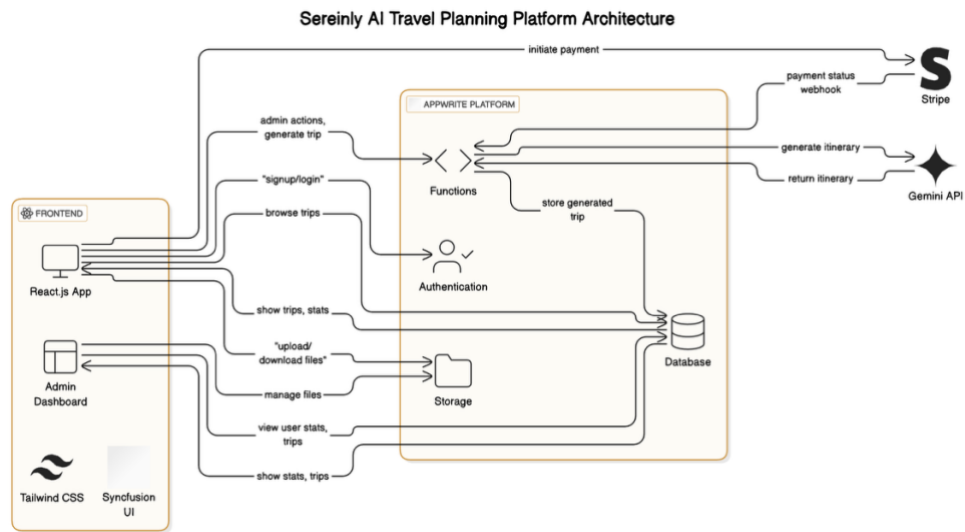 Sereinly AI Travel Planning Platform Architecture
initiate payment
payment status
webhook
Stripe
APPWRITE PLATFORM
admin actions,
generate trip
generate itinerary
Functions
return itinerary
Gemini API
"signup/login"
store generated
trip
FRONTEND
browse trips
React.js App
Authentication
show trips, stats
Database
"upload/
download files"
Admin
Dashboard
manage files
Storage
view user stats,
trips
show stats, trips
Tailwind CSS
Syncfusion
UI